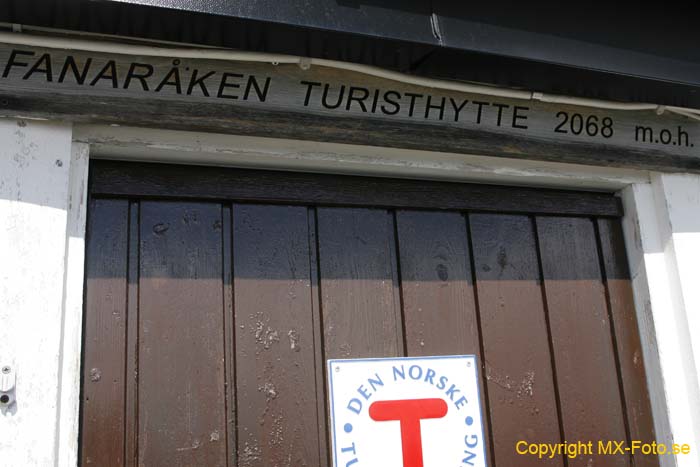 FANARÅKEN TURISTHYTTE 2068 m.o.h.
DEN NORSKE
T
Copyright MX-Foto.se